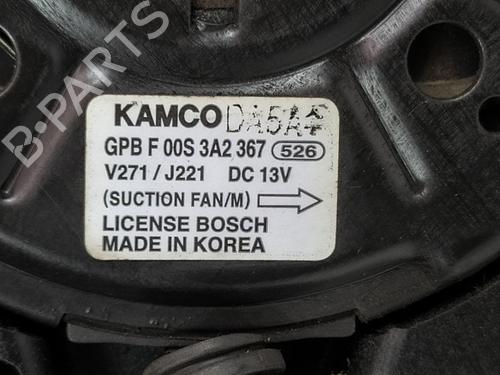 B-PARTS
KAMCO DA5A4
GPB F 00S 3A2 367 526
V271 / J221 DC 13V
(SUCTION FAN/M)
LICENSE BOSCH
MADE IN KOREA